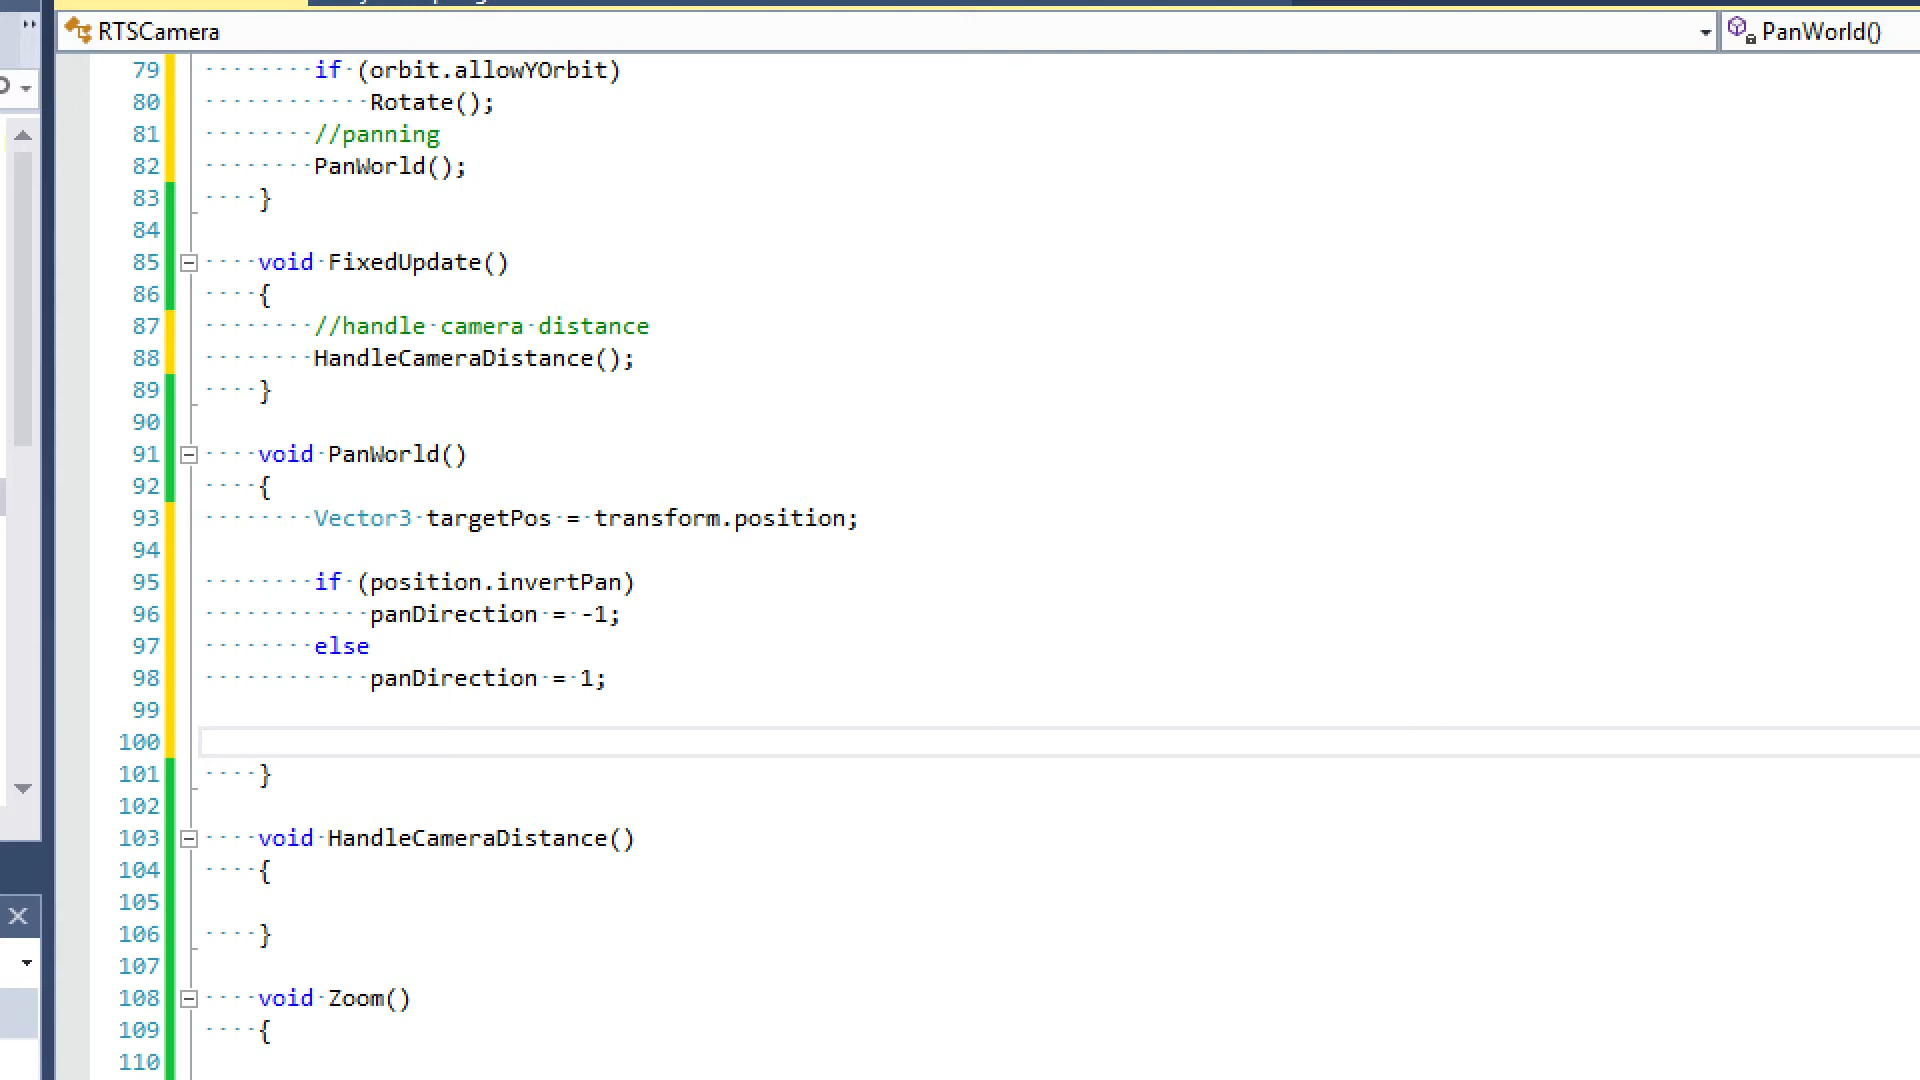 RTSCamera PanWorld()
79 if (orbit.allowYOrbit)
80 Rotate();
81 //panning
82 PanWorld();
83 }
84
85 void FixedUpdate()
86 {
87 //handle camera distance
88 HandleCameraDistance();
89 }
90
91 void PanWorld()
92 {
93 Vector3 targetPos = transform.position;
94
95 if (position.invertPan)
96 panDirection = -1;
97 else
98 panDirection = 1;
99
100
101 }
102
103 void HandleCameraDistance()
104 {
105
106 }
107
108 void Zoom()
109 {
110